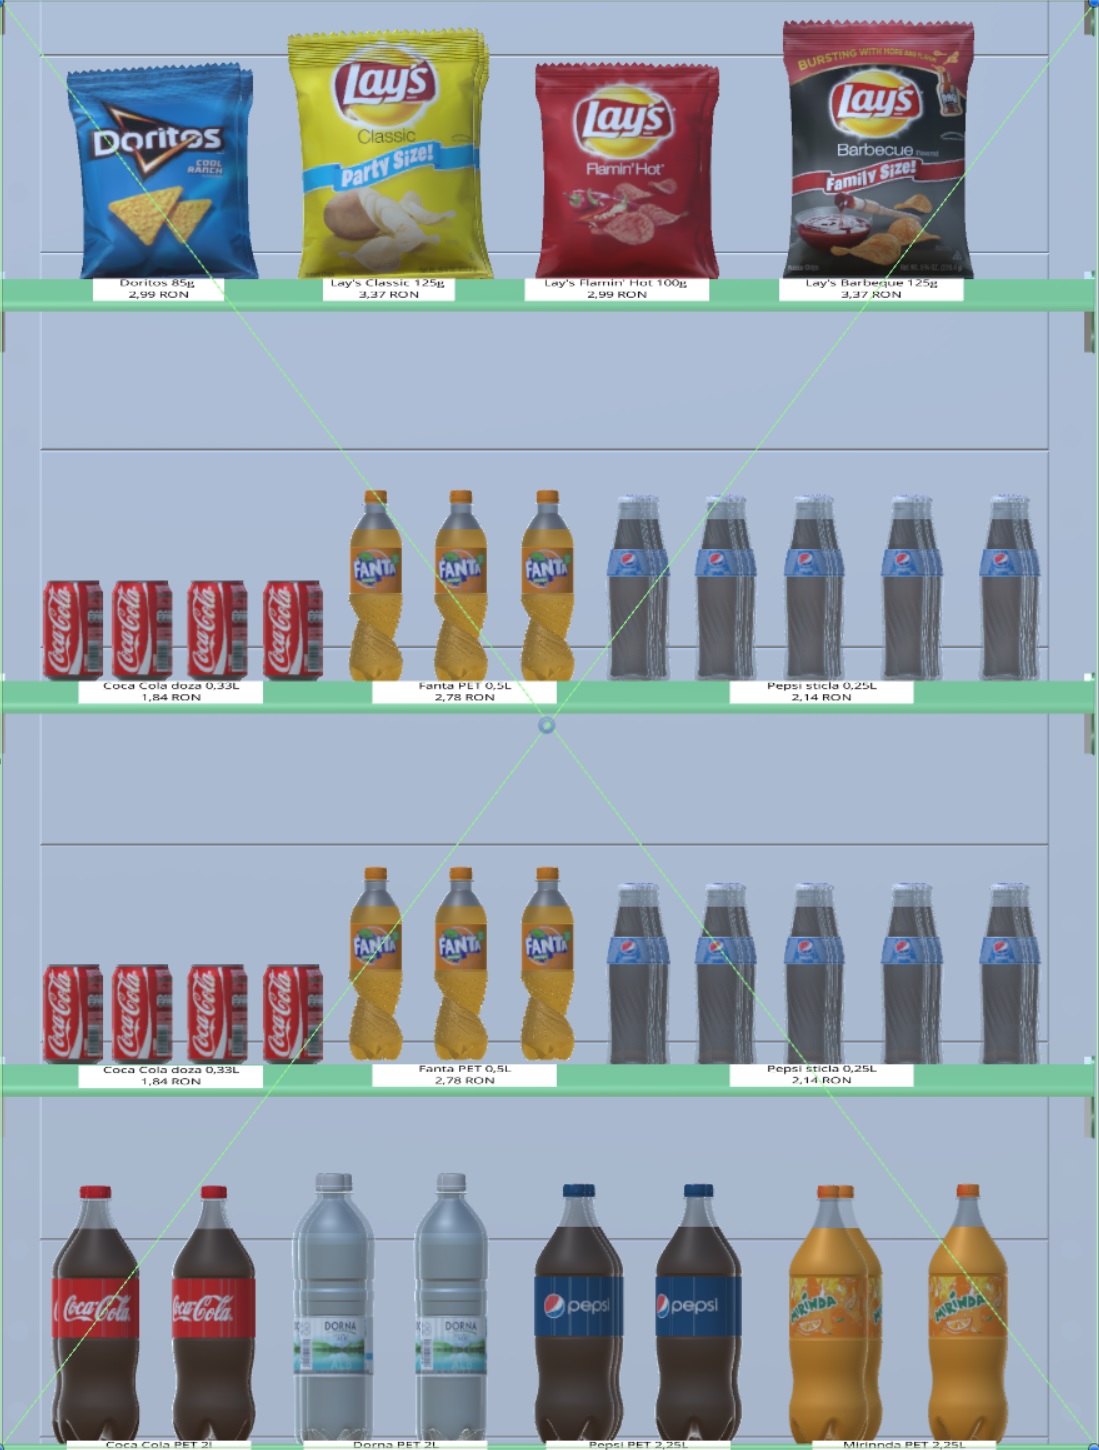 Doritos
COOL
RANCH
Lay's
Classic
Party Size!
Lay's
Flamin' Hot
BURSTING WITH MORE
Lay's
Barbecue
Family Size!
Doritos 85g
2,99 RON
Lay's Classic 125g
3,37 RON
Lay's Flamin' Hot 100g
2,99 RON
Lay's Barbeque 125g
3,37 RON
Coca-Cola
Coca-Cola
Coca-Cola
Coca-Cola
FANTA
FANTA
FANTA
Coca Cola doza 0,33L
1,84 RON
Fanta PET 0,5L
2,78 RON
Pepsi sticla 0,25L
2,14 RON
Coca-Cola
Coca-Cola
Coca-Cola
Coca-Cola
FANTA
FANTA
FANTA
Coca Cola doza 0,33L
1,84 RON
Fanta PET 0,5L
2,78 RON
Pepsi sticla 0,25L
2,14 RON
Coca-Cola
Coca-Cola
DORNA
DORNA
pepsi
pepsi
MIRINDA
MIRINDA
Coca Cola PET 2l
Dorna PET 2L
Pepsi PET 2,25L
Mirinnda PET 2,25L